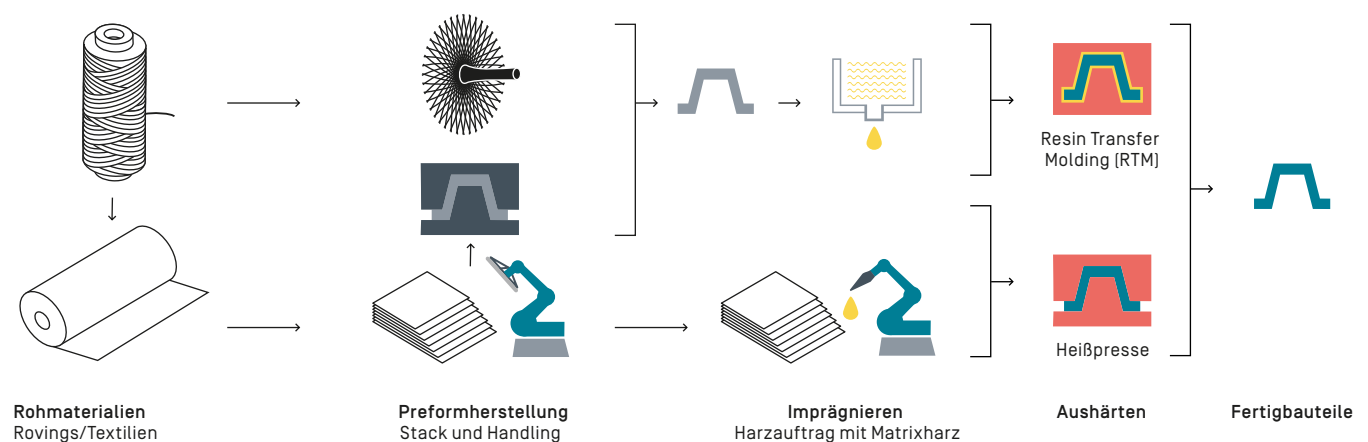 Resin Transfer
Molding (RTM)
Heißpresse
Rohmaterialien
Rovings/Textilien
Preformherstellung
Stack und Handling
Imprägnieren
Harzauftrag mit Matrixharz
Aushärten
Fertigbauteile